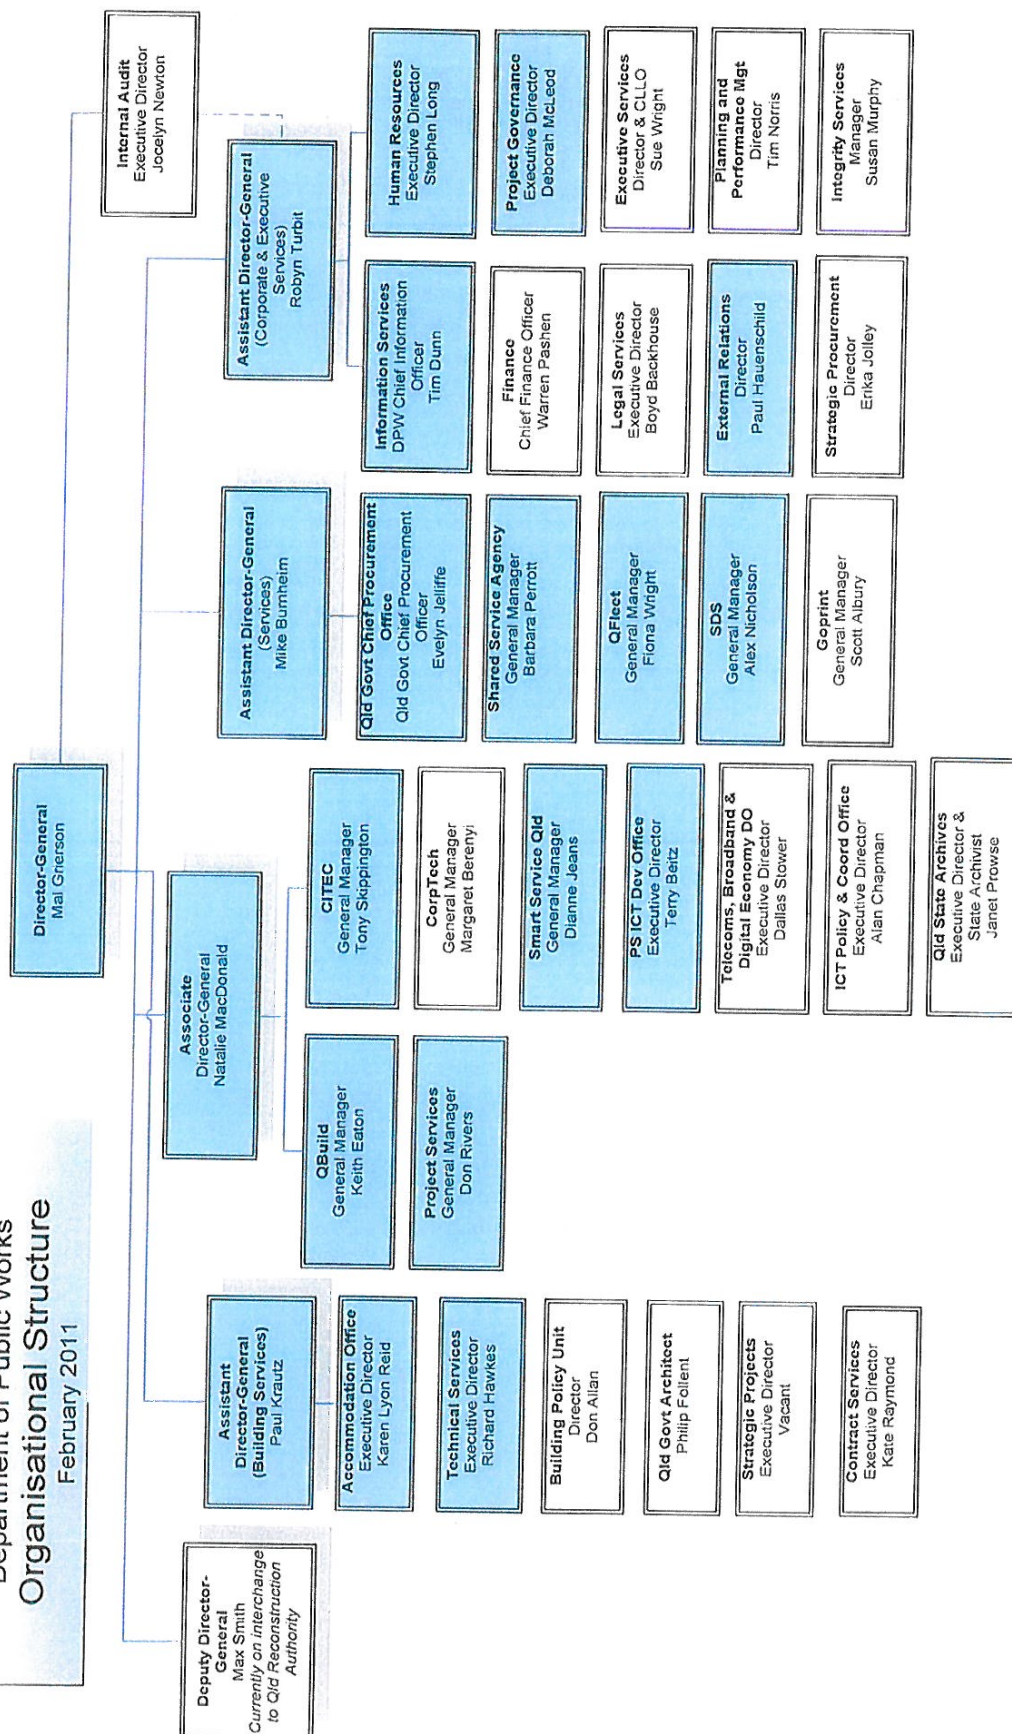 Department of Public Works
Organisational Structure
February 2011
Director-General
Mal Grierson
Internal Audit
Executive Director
Jocelyn Newton
Deputy Director-
General
Max Smith
Currently on interchange
to Qld Reconstruction
Authority
Assistant
Director-General
(Building Services)
Paul Krautz
Accommodation Office
Executive Director
Karen Lyon Reid
Technical Services
Executive Director
Richard Hawkes
Building Policy Unit
Director
Don Allan
Qld Govt Architect
Philip Follent
Strategic Projects
Executive Director
Vacant
Contract Services
Executive Director
Kate Raymond
Associate
Director-General
Natalie MacDonald
QBuild
General Manager
Keith Eaton
Project Services
General Manager
Don Rivers
CITEC
General Manager
Tony Skippington
CorpTech
General Manager
Margaret Berenyi
Smart Service Qld
General Manager
Dianne Jeans
PS ICT Dev Office
Executive Director
Terry Beitz
Telecoms, Broadband &
Digital Economy DO
Executive Director
Dallas Stower
ICT Policy & Coord Office
Executive Director
Alan Chapman
Qld State Archives
Executive Director &
State Archivist
Janet Prowse
Assistant Director-General
(Services)
Mike Burnheim
Qld Govt Chief Procurement
Office
Qld Govt Chief Procurement
Officer
Evelyn Jelliffe
Shared Service Agency
General Manager
Barbara Perrott
QFleet
General Manager
Fiona Wright
SDS
General Manager
Alex Nicholson
Goprint
General Manager
Scott Albury
Assistant Director-General
(Corporate & Executive
Services)
Robyn Turbit
Information Services
DPW Chief Information
Officer
Tim Dunn
Finance
Chief Finance Officer
Warren Pashen
Legal Services
Executive Director
Boyd Backhouse
External Relations
Director
Paul Hauenschild
Strategic Procurement
Director
Erika Jolley
Human Resources
Executive Director
Stephen Long
Project Governance
Executive Director
Deborah McLeod
Executive Services
Director & CLLO
Sue Wright
Planning and
Performance Mgt
Director
Tim Norris
Integrity Services
Manager
Susan Murphy